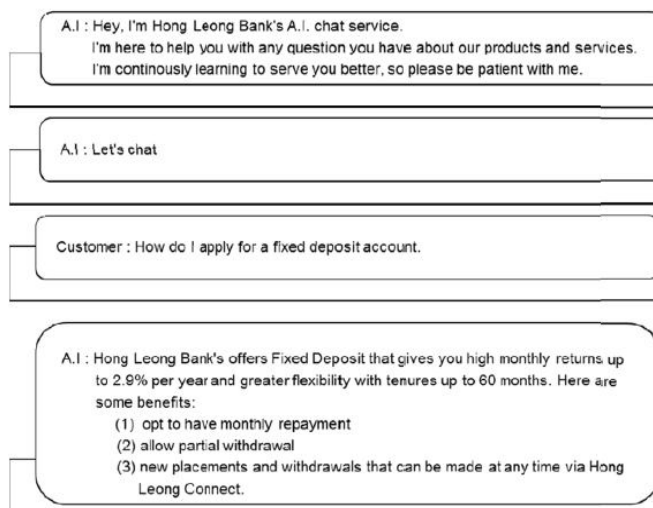 A.I : Hey, I'm Hong Leong Bank's A.I. chat service.
I'm here to help you with any question you have about our products and services.
I'm continously learning to serve you better, so please be patient with me.
A.I : Let's chat
Customer : How do I apply for a fixed deposit account.
A.I : Hong Leong Bank's offers Fixed Deposit that gives you high monthly returns up
to 2.9% per year and greater flexibility with tenures up to 60 months. Here are
some benefits:
(1) opt to have monthly repayment
(2) allow partial withdrawal
(3) new placements and withdrawals that can be made at any time via Hong
Leong Connect.